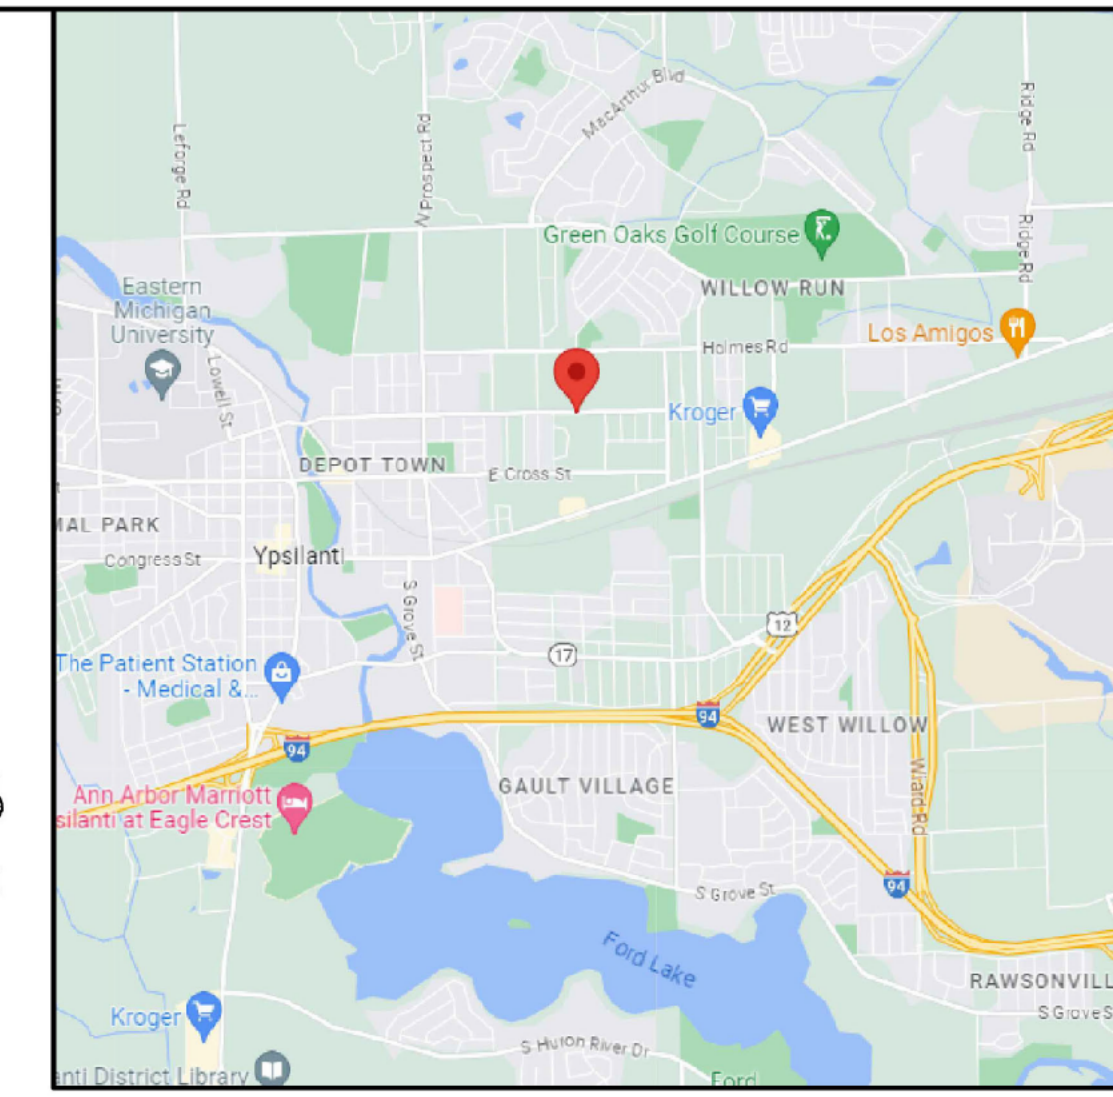 MacArthur Blvd
Ridge Rd
Leforge Rd
N Prospect Rd
Ridge Rd
Green Oaks Golf Course
Eastern
Michigan
University
WILLOW RUN
Los Amigos
Holmes Rd
Lowell St
Kroger
DEPOT TOWN
E Cross St
MAL PARK
Congress St
Ypsilanti
S Grove St
12
17
The Patient Station
- Medical &...
94
94
WEST WILLOW
GAULT VILLAGE
Ann Arbor Marriott
silanti at Eagle Crest
Wiard Rd
94
S Grove St
Ford Lake
RAWSONVILL
S Grove S
Kroger
S Huron River Dr
anti District Library
Ford